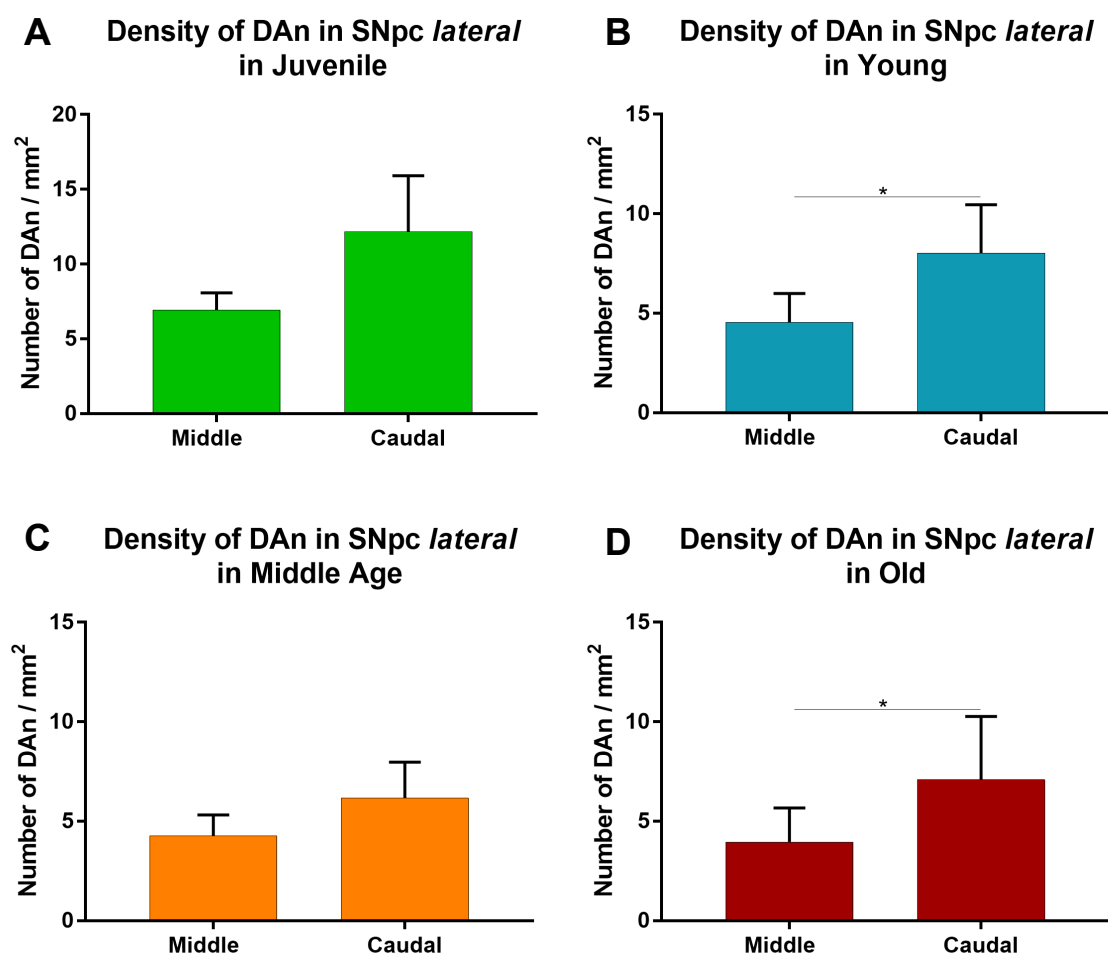 A
Density of DAn in SNpc lateral
in Juvenile
Number of DAn / mm²
20
15
10
5
0
Middle
Caudal
B
Density of DAn in SNpc lateral
in Young
Number of DAn / mm²
15
10
5
0
*
Middle
Caudal
C
Density of DAn in SNpc lateral
in Middle Age
Number of DAn / mm²
15
10
5
0
Middle
Caudal
D
Density of DAn in SNpc lateral
in Old
Number of DAn / mm²
15
10
5
0
*
Middle
Caudal